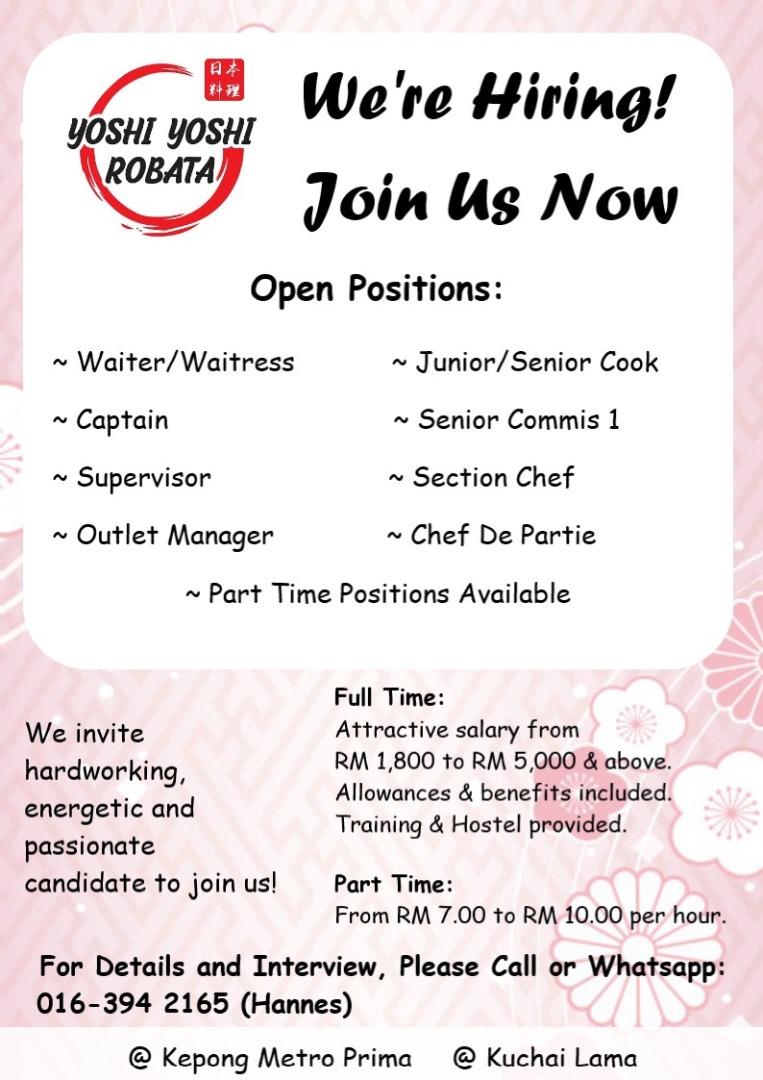 日本
料理
YOSHI YOSHI
ROBATA
We're Hiring!
Join Us Now
Open Positions:
~ Waiter/Waitress
~ Captain
~ Supervisor
~ Outlet Manager
~ Junior/Senior Cook
~ Senior Commis 1
~ Section Chef
~ Chef De Partie
~ Part Time Positions Available
We invite
hardworking,
energetic and
passionate
candidate to join us!
Full Time:
Attractive salary from
RM 1,800 to RM 5,000 & above.
Allowances & benefits included.
Training & Hostel provided.
Part Time:
From RM 7.00 to RM 10.00 per hour.
For Details and Interview, Please Call or Whatsapp:
016-394 2165 (Hannes)
@ Kepong Metro Prima @ Kuchai Lama